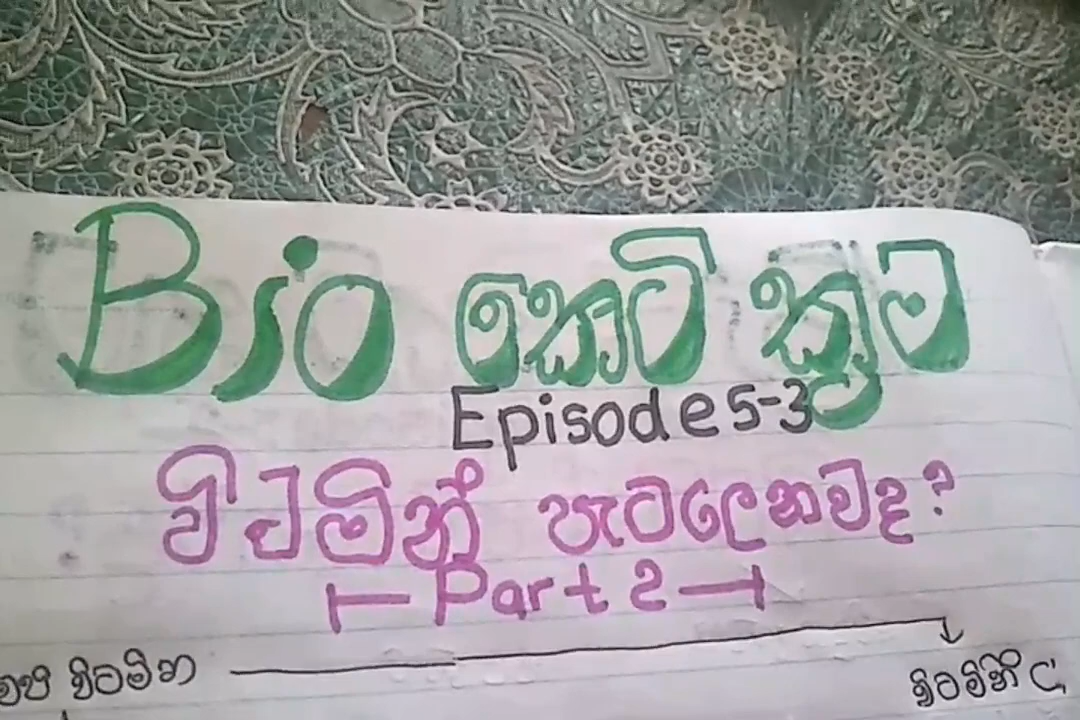 Bio කෙටි ක්‍රම
Episode 5-3
විටමින් පැටලෙනවද?
Part 2
විටමින විටමින් C